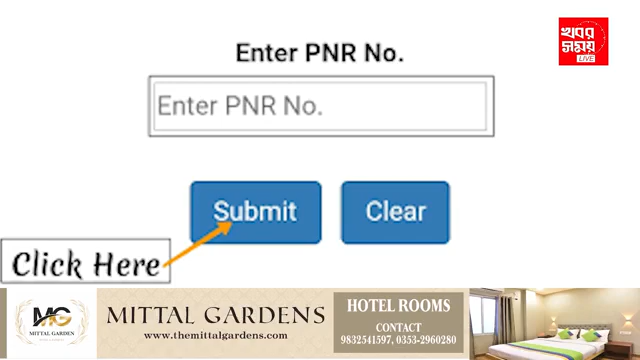 খবর
সময়
LIVE
Enter PNR No.
Enter PNR No.
Submit
Clear
Click Here
MG
MITTAL GARDEN
MITTAL GARDENS
www.themittalgardens.com
HOTEL ROOMS
CONTACT
9832541597, 0353-2960280